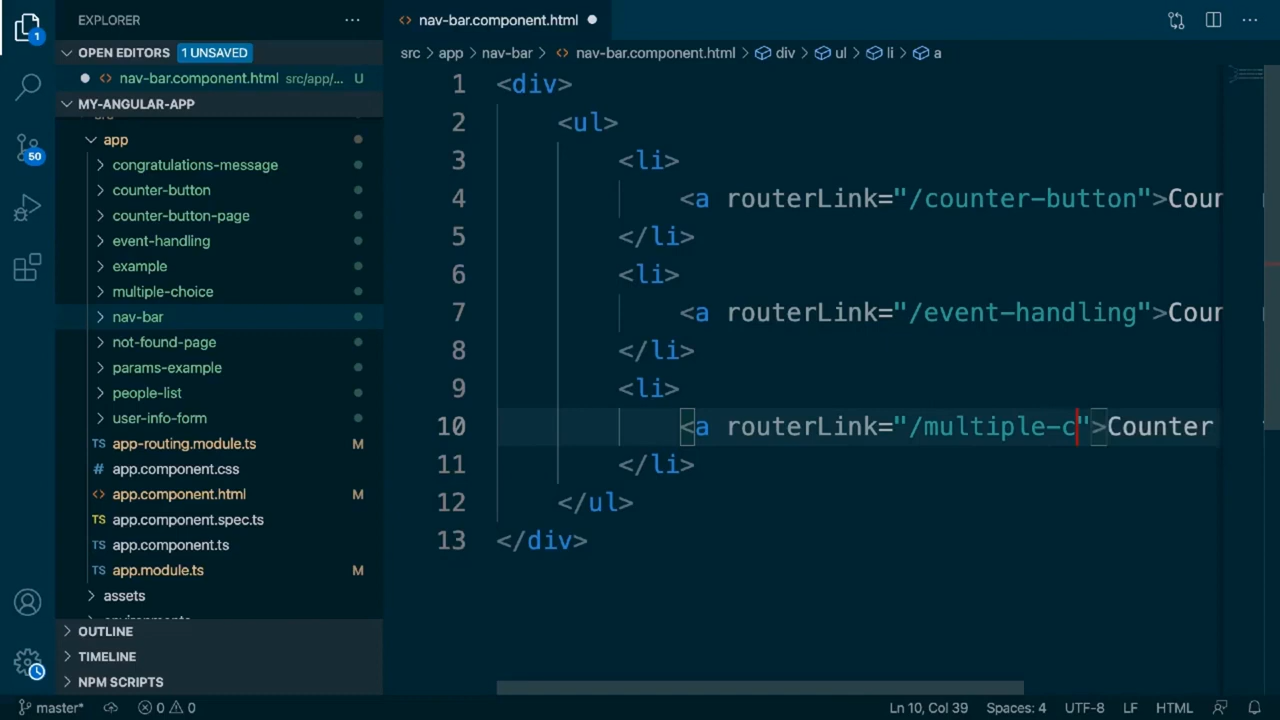 EXPLORER
OPEN EDITORS 1 UNSAVED
nav-bar.component.html src/app/... U
MY-ANGULAR-APP
app
congratulations-message
counter-button
counter-button-page
event-handling
example
multiple-choice
nav-bar
not-found-page
params-example
people-list
user-info-form
TS app-routing.module.ts M
# app.component.css
<> app.component.html M
TS app.component.spec.ts
TS app.component.ts
TS app.module.ts M
assets
OUTLINE
TIMELINE
NPM SCRIPTS
1
50
<> nav-bar.component.html
src > app > nav-bar > <> nav-bar.component.html > div > ul > li > a
1 <div>
2 <ul>
3 <li>
4 <a routerLink="/counter-button">Coun
5 </li>
6 <li>
7 <a routerLink="/event-handling">Coun
8 </li>
9 <li>
10 <a routerLink="/multiple-c">Counter
11 </li>
12 </ul>
13 </div>
master* 0 0 Ln 10, Col 39 Spaces: 4 UTF-8 LF HTML